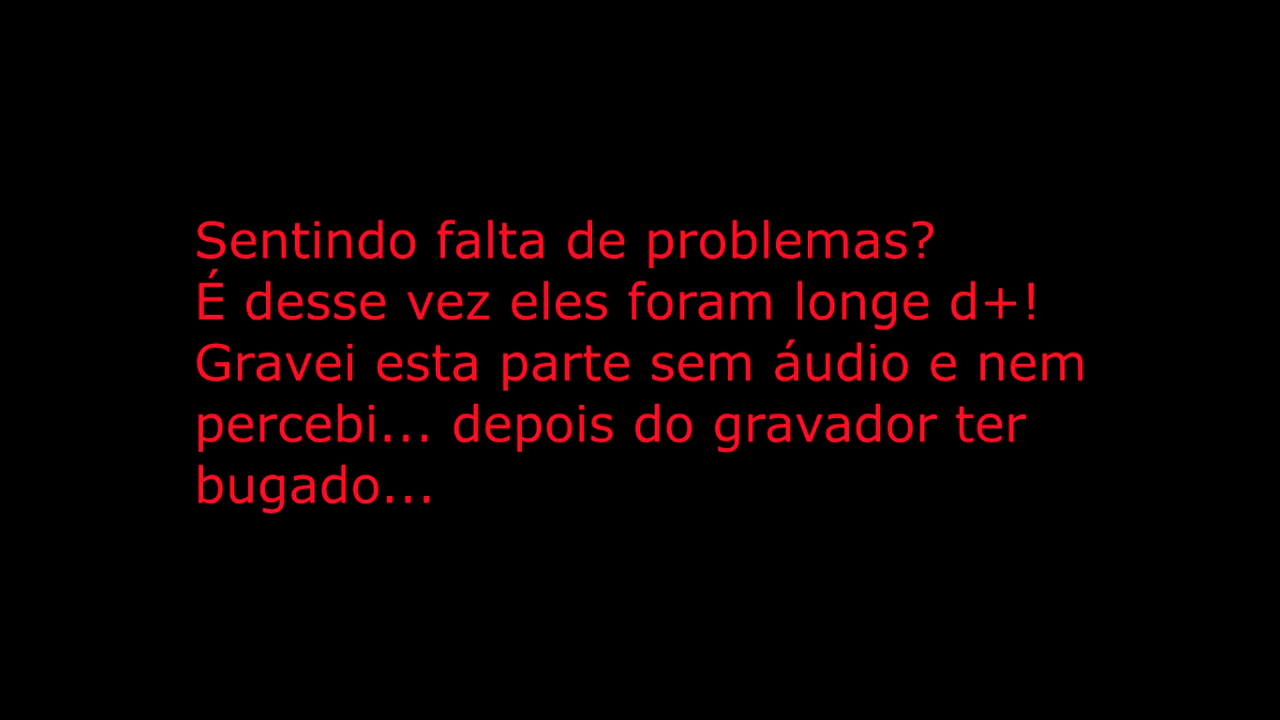 Sentindo falta de problemas?
É desse vez eles foram longe d+!
Gravei esta parte sem áudio e nem
percebi... depois do gravador ter
bugado...